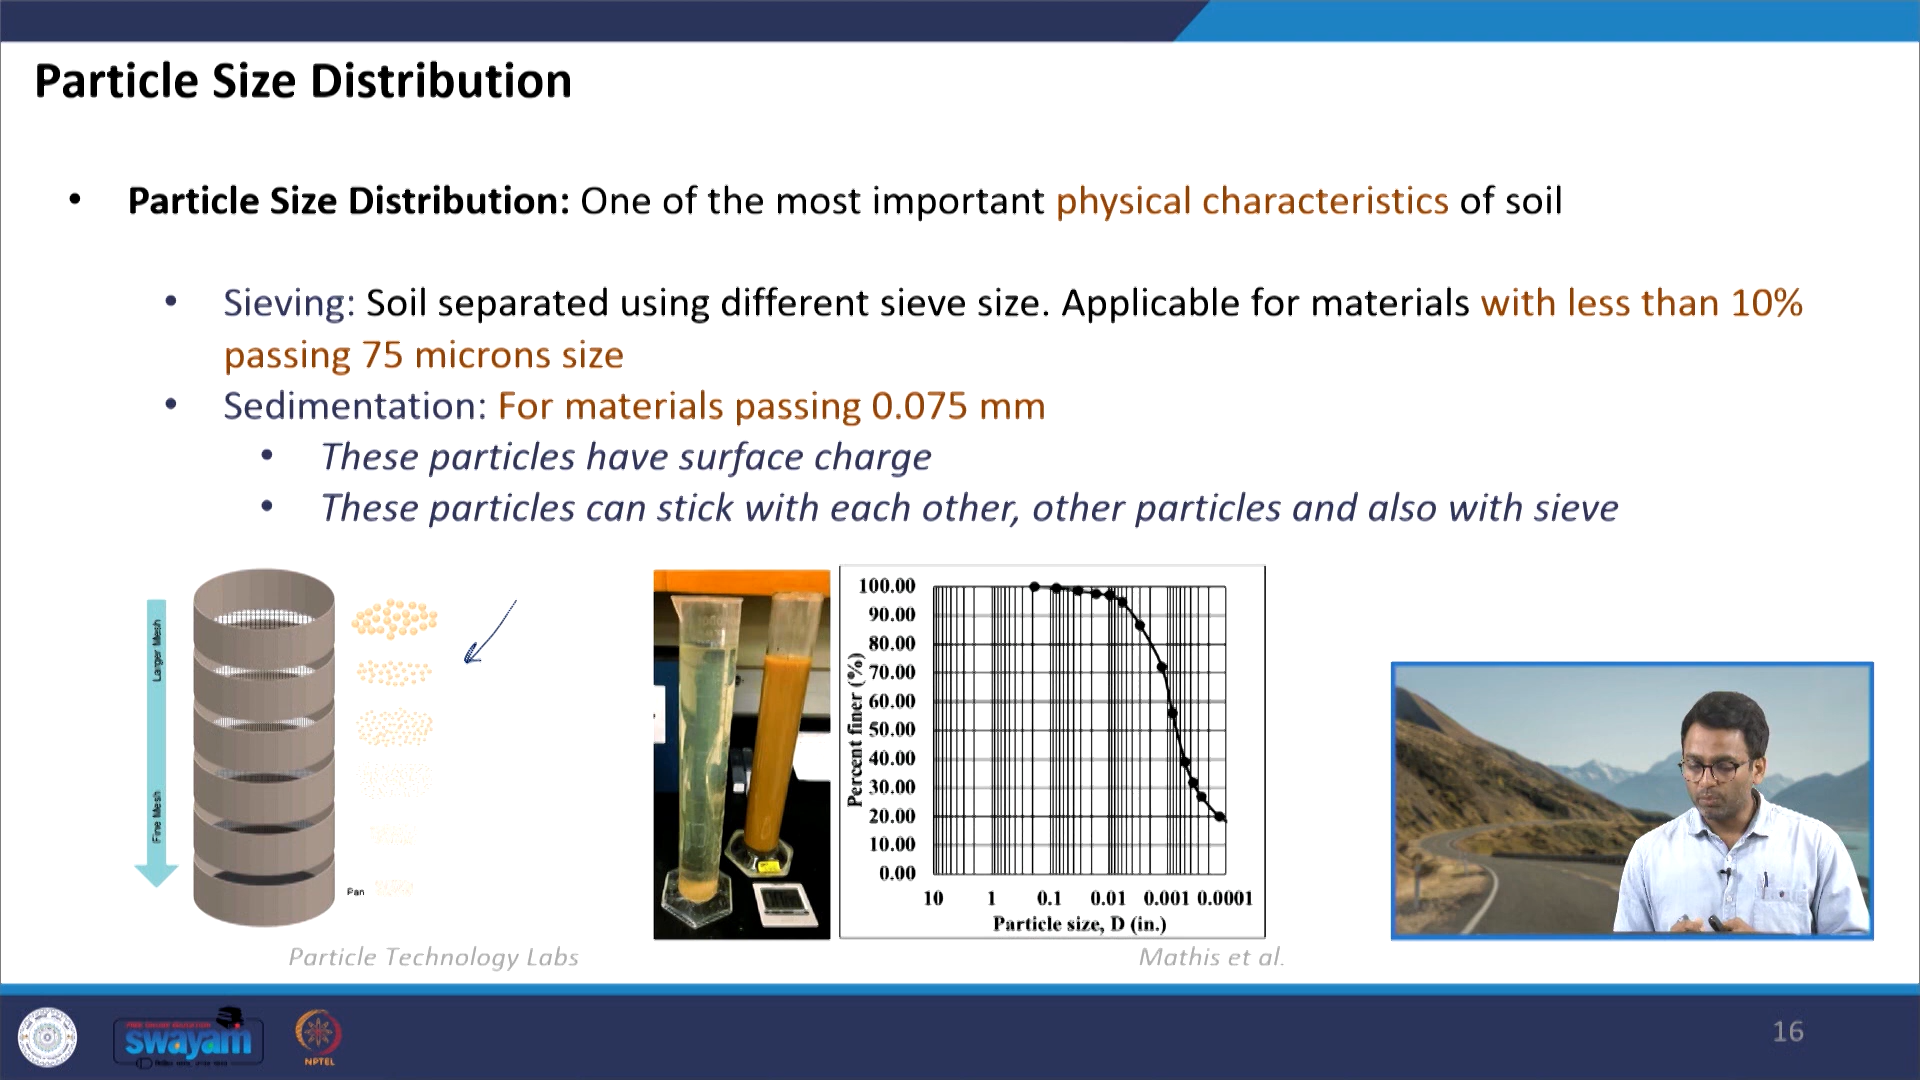 Particle Size Distribution
• Particle Size Distribution: One of the most important physical characteristics of soil
• Sieving: Soil separated using different sieve size. Applicable for materials with less than 10%
passing 75 microns size
• Sedimentation: For materials passing 0.075 mm
• These particles have surface charge
• These particles can stick with each other, other particles and also with sieve
Larger Mesh
Fine Mesh
Pan
Particle Technology Labs
100.00
90.00
80.00
70.00
60.00
50.00
40.00
30.00
20.00
10.00
0.00
Percent finer (%)
10 1 0.1 0.01 0.001 0.0001
Particle size, D (in.)
Mathis et al.
FREE ONLINE EDUCATION
swayam
NPTEL
16